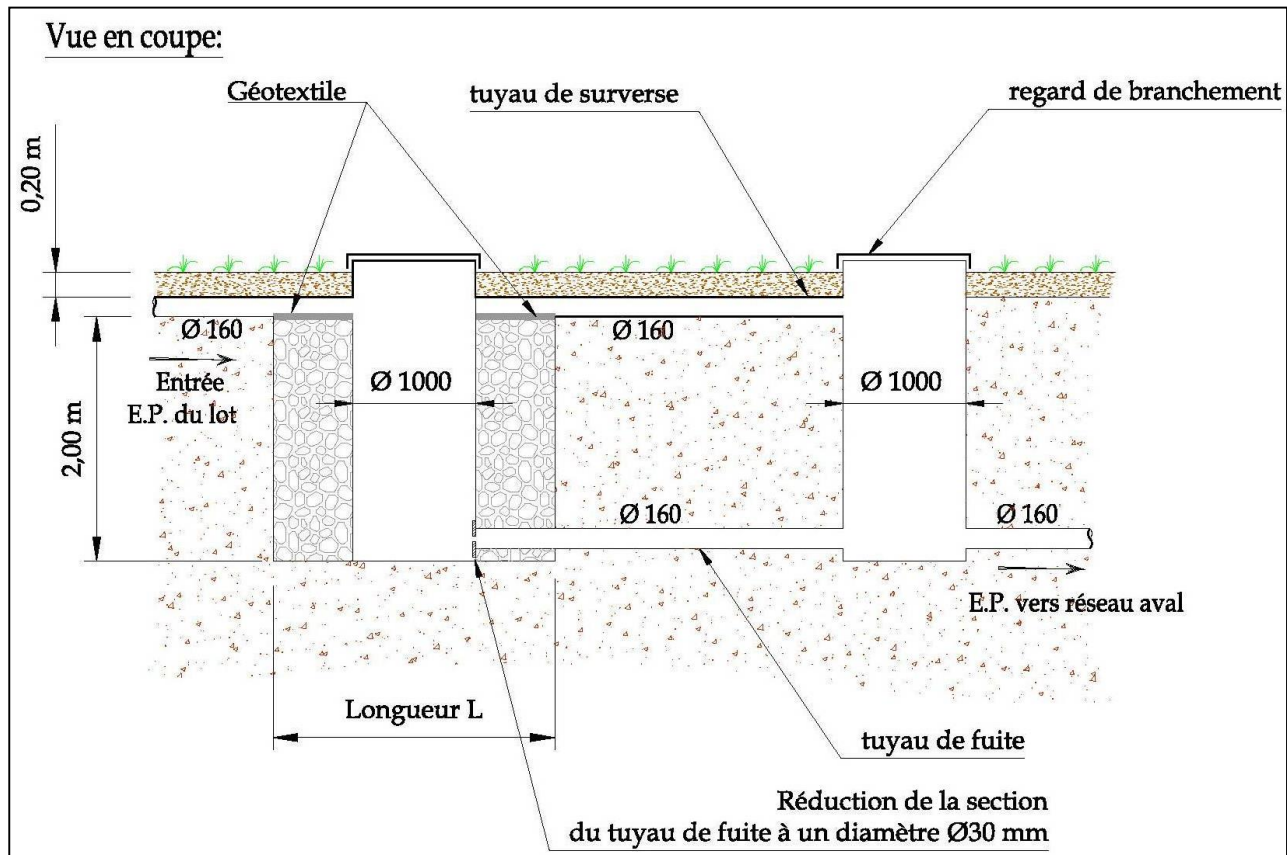 Vue en coupe:
Géotextile
tuyau de surverse
regard de branchement
0,20 m
Ø 160
Ø 160
Entrée
E.P. du lot
Ø 1000
Ø 1000
2,00 m
Ø 160
Ø 160
E.P. vers réseau aval
Longueur L
tuyau de fuite
Réduction de la section
du tuyau de fuite à un diamètre Ø30 mm